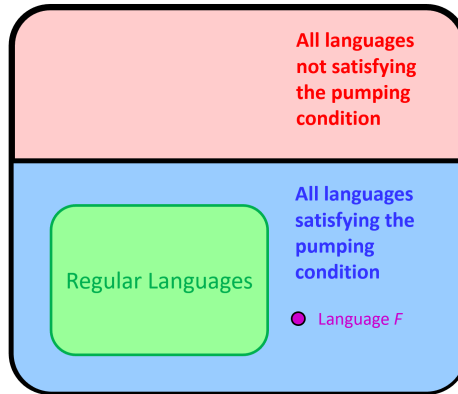 All languages
not satisfying
the pumping
condition
All languages
satisfying the
pumping
condition
Regular Languages
Language F